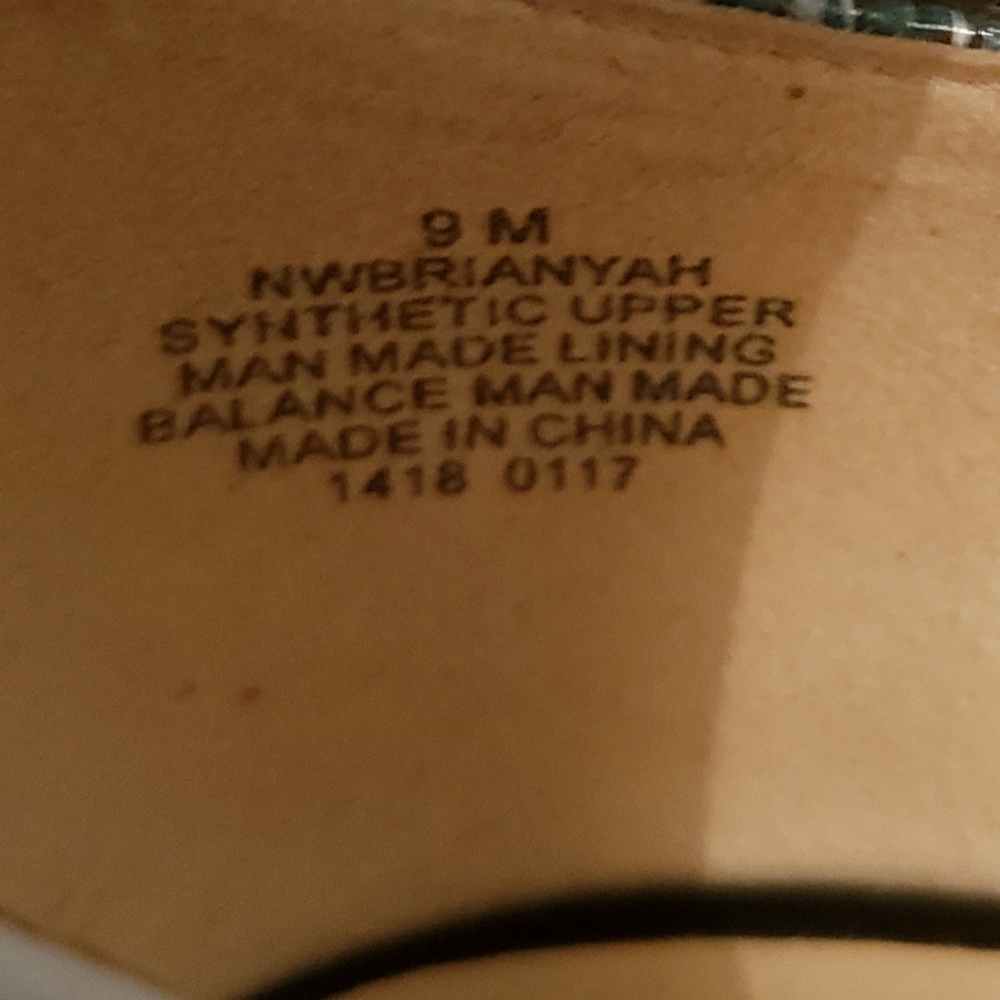 9 M
NWBRIANYAH
SYNTHETIC UPPER
MAN MADE LINING
BALANCE MAN MADE
MADE IN CHINA
1418 0117